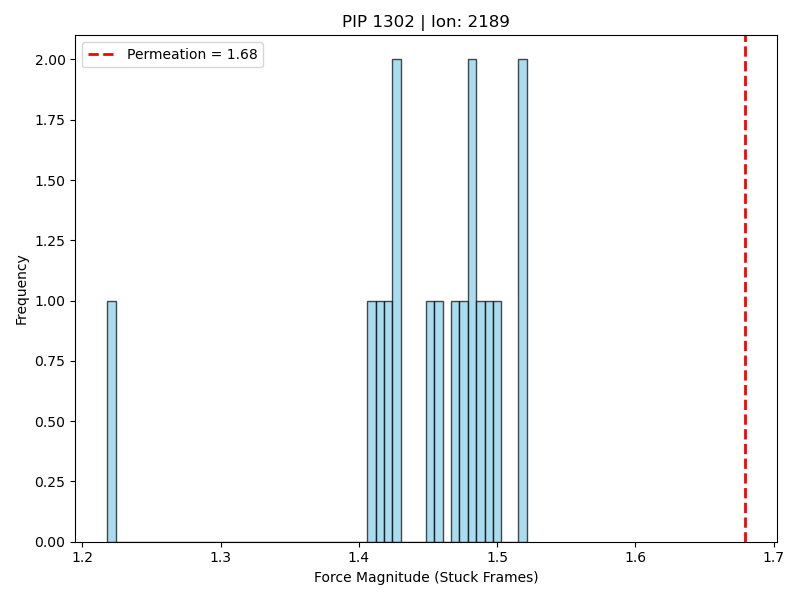 PIP 1302 | Ion: 2189
Permeation = 1.68
2.00
1.75
1.50
1.25
1.00
0.75
0.50
0.25
0.00
Frequency
1.2 1.3 1.4 1.5 1.6 1.7
Force Magnitude (Stuck Frames)